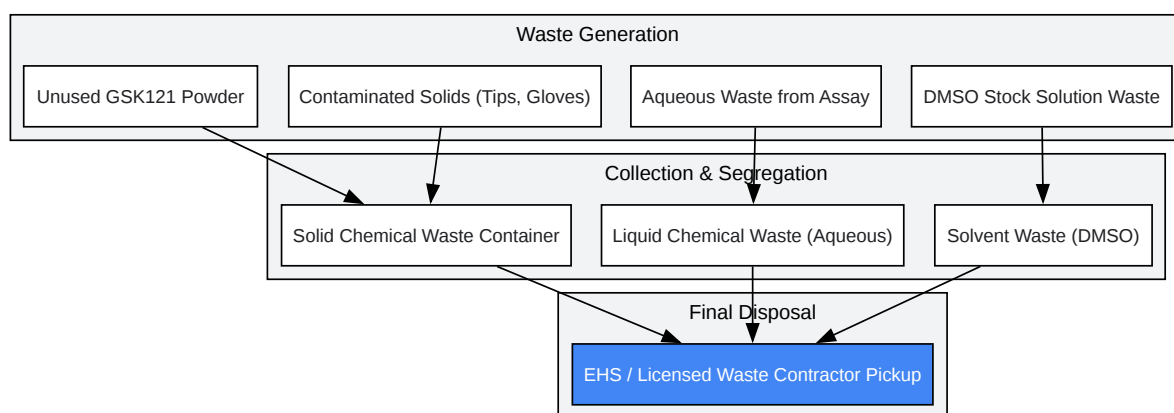 Waste Generation
Unused GSK121 Powder
Contaminated Solids (Tips, Gloves)
Aqueous Waste from Assay
DMSO Stock Solution Waste
Collection & Segregation
Solid Chemical Waste Container
Liquid Chemical Waste (Aqueous)
Solvent Waste (DMSO)
Final Disposal
EHS / Licensed Waste Contractor Pickup